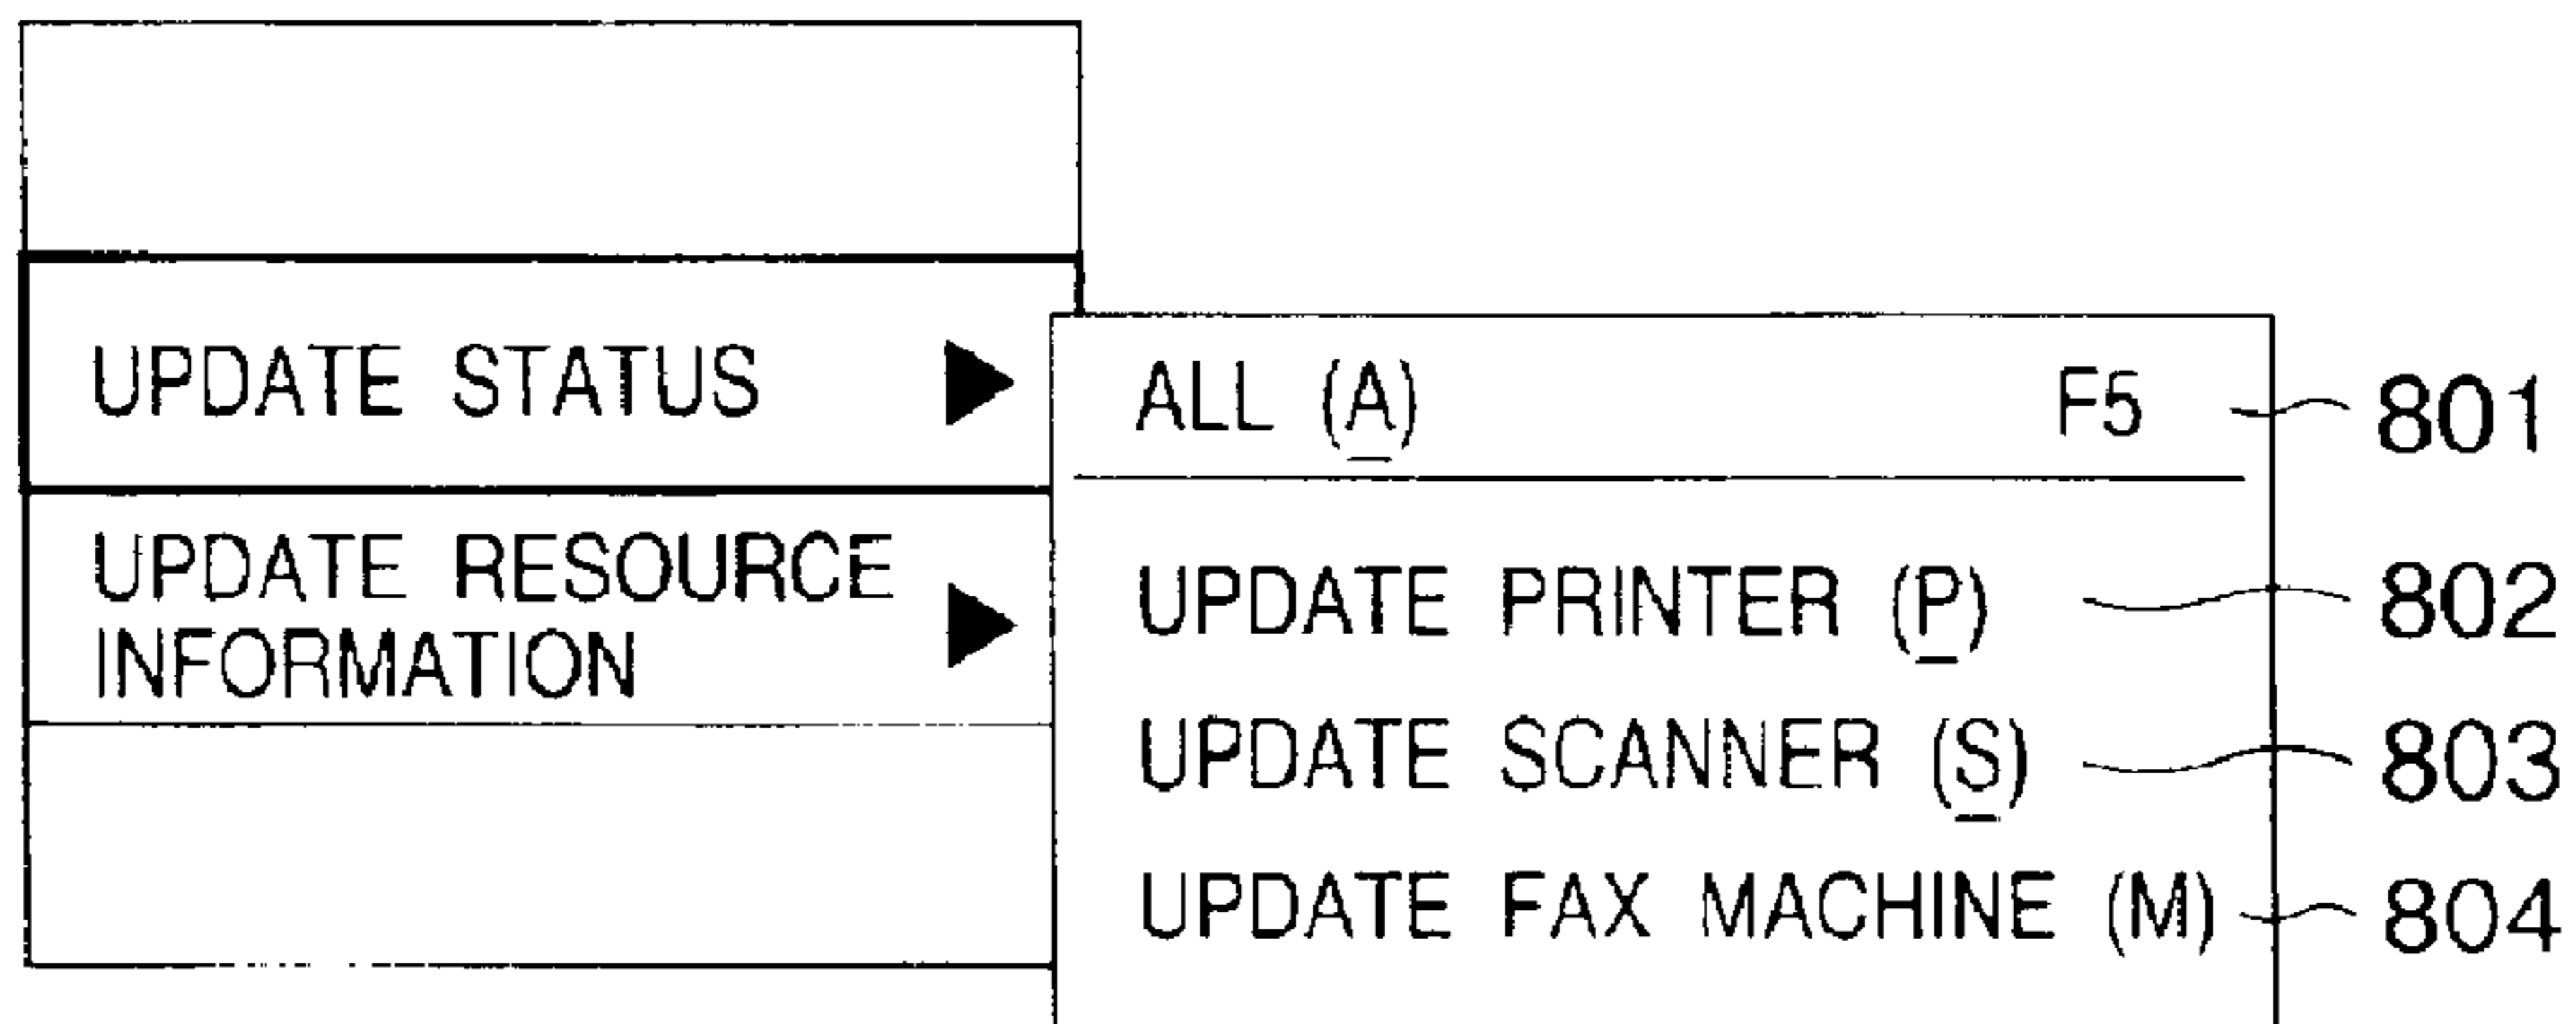 UPDATE STATUS
UPDATE RESOURCE
INFORMATION
ALL (A) F5 801
UPDATE PRINTER (P) 802
UPDATE SCANNER (S) 803
UPDATE FAX MACHINE (M) 804